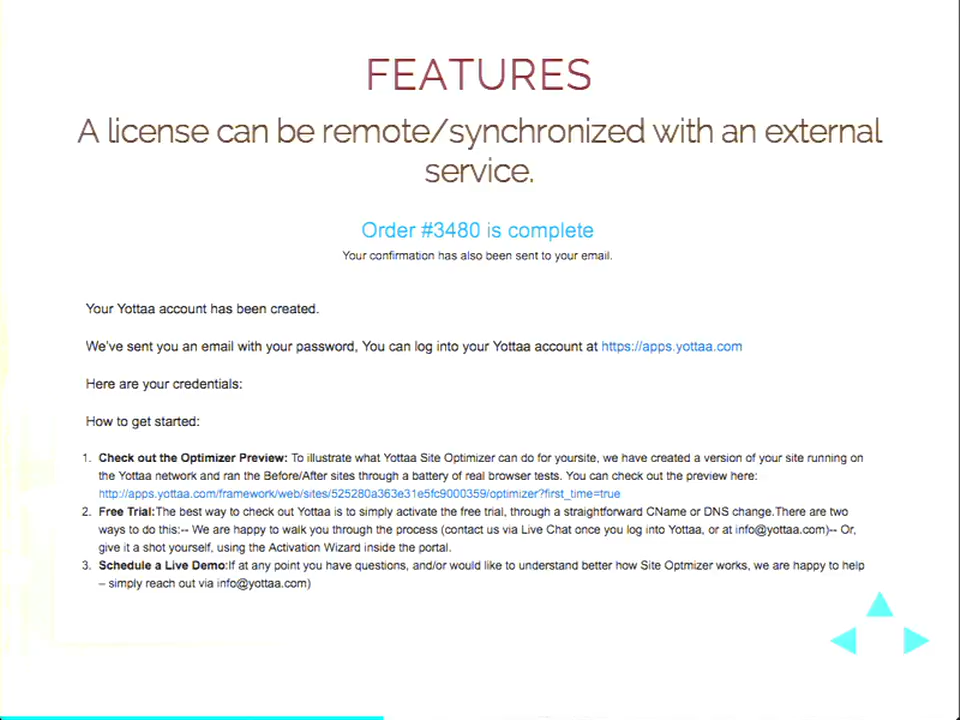 FEATURES
A license can be remote/synchronized with an external
service.
Order #3480 is complete
Your confirmation has also been sent to your email.
Your Yottaa account has been created.
We've sent you an email with your password, You can log into your Yottaa account at https://apps.yottaa.com
Here are your credentials:
How to get started:
1. Check out the Optimizer Preview: To illustrate what Yottaa Site Optimizer can do for yoursite, we have created a version of your site running on
the Yottaa network and ran the Before/After sites through a battery of real browser tests. You can check out the preview here:
http://apps.yottaa.com/framework/web/sites/525280a363e31e5fc9000359/optimizer?first_time=true
2. Free Trial:The best way to check out Yottaa is to simply activate the free trial, through a straightforward CName or DNS change.There are two
ways to do this:-- We are happy to walk you through the process (contact us via Live Chat once you log into Yottaa, or at info@yottaa.com)-- Or,
give it a shot yourself, using the Activation Wizard inside the portal.
3. Schedule a Live Demo:If at any point you have questions, and/or would like to understand better how Site Optmizer works, we are happy to help
– simply reach out via info@yottaa.com)